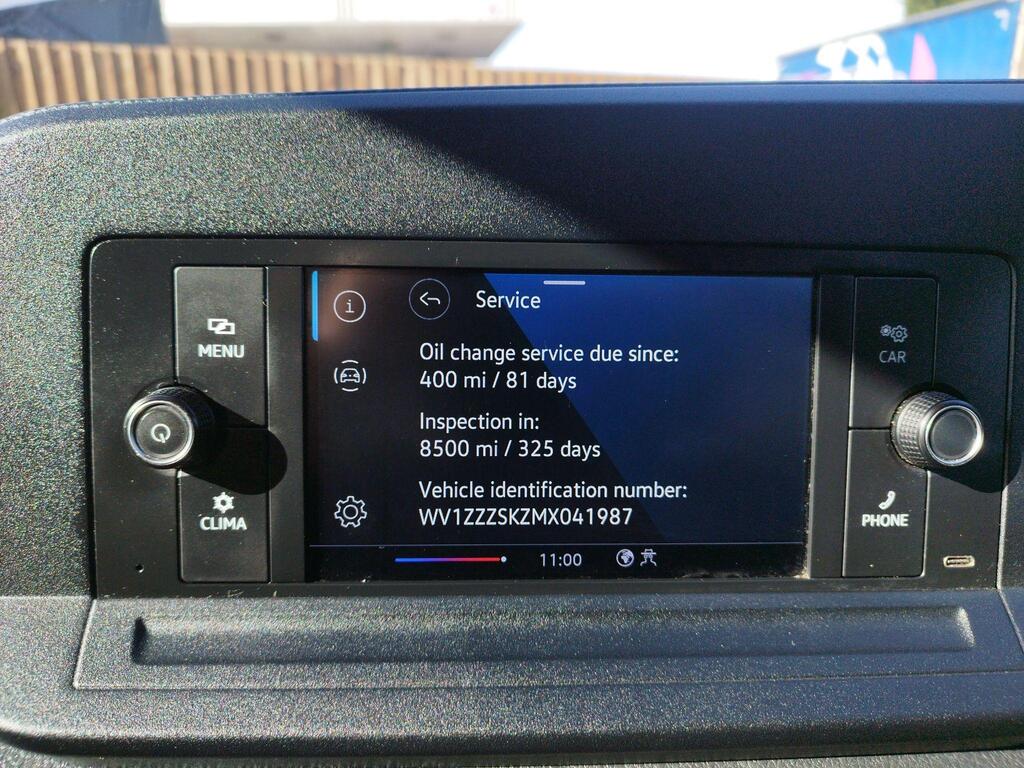 MENU
CLIMA
Service
Oil change service due since:
400 mi / 81 days
Inspection in:
8500 mi / 325 days
Vehicle identification number:
WV1ZZZSKZMX041987
11:00
CAR
PHONE